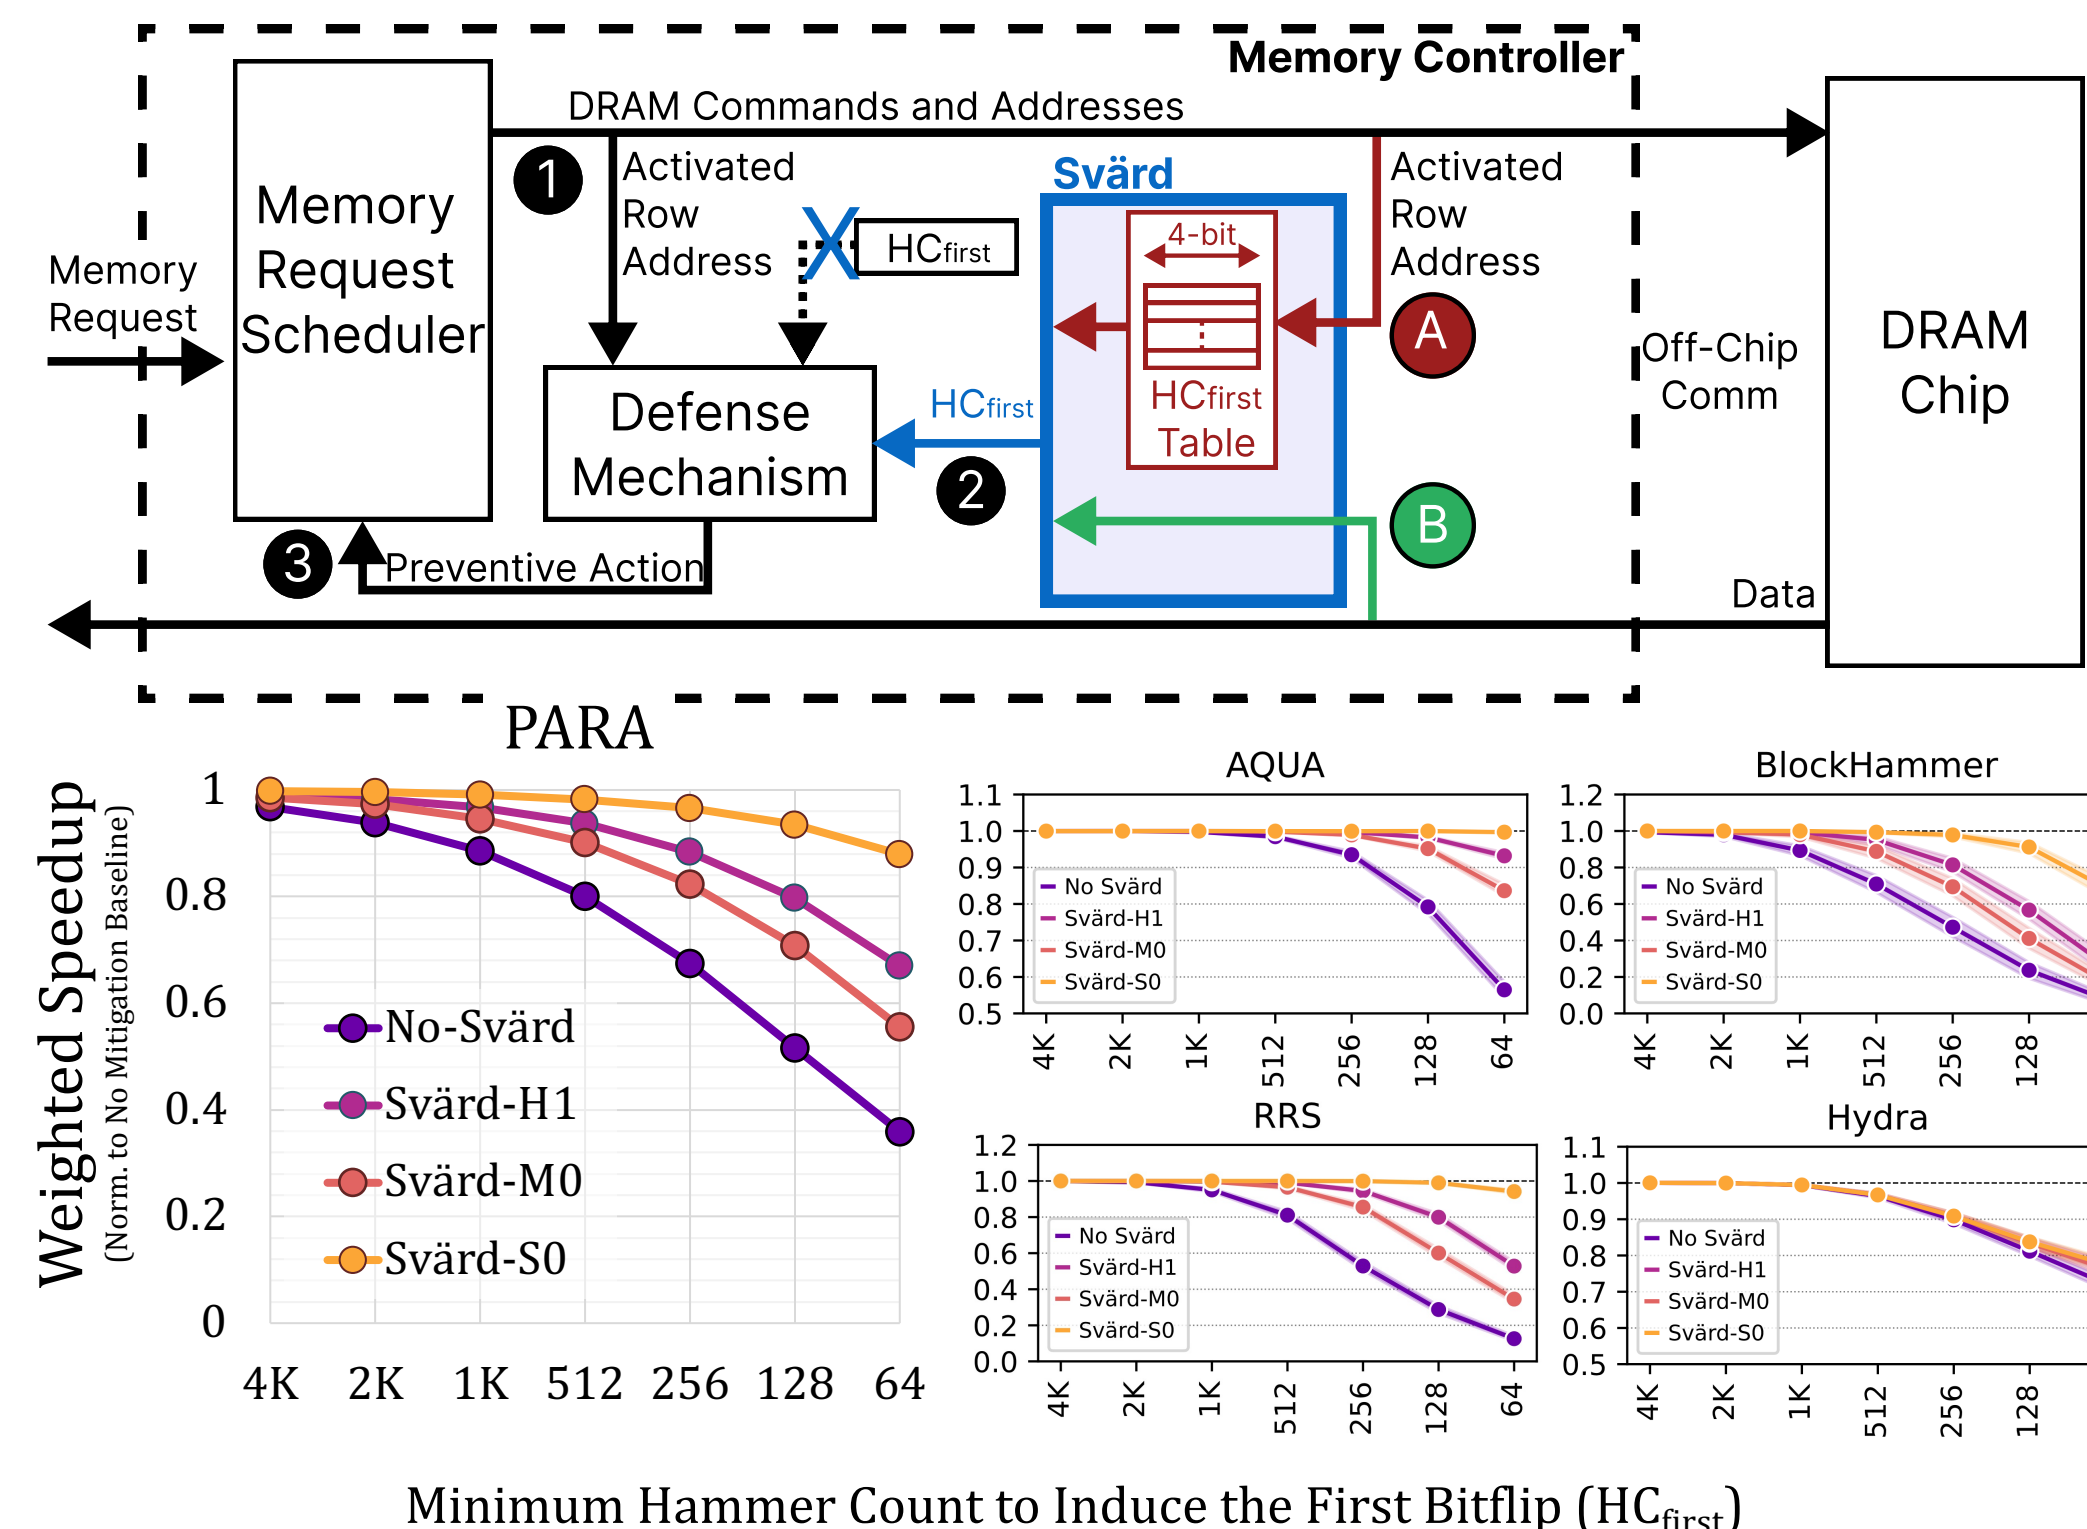 Memory Controller
DRAM Commands and Addresses
1
Activated
Row
Address
Svärd
Activated
Row
Address
Memory
Request
Scheduler
Memory
Request
X
HCfirst
4-bit
HCfirst
Table
A
Off-Chip
Comm
DRAM
Chip
Defense
Mechanism
HCfirst
2
B
3
Preventive Action
Data
PARA
Weighted Speedup
(Norm. to No Mitigation Baseline)
1
0.8
0.6
0.4
0.2
0
No-Svärd
Svärd-H1
Svärd-M0
Svärd-S0
4K 2K 1K 512 256 128 64
AQUA
1.1
1.0
0.9
0.8
0.7
0.6
0.5
No Svärd
Svärd-H1
Svärd-M0
Svärd-S0
4K 2K 1K 512 256 128 64
BlockHammer
1.2
1.0
0.8
0.6
0.4
0.2
0.0
No Svärd
Svärd-H1
Svärd-M0
Svärd-S0
4K 2K 1K 512 256 128
RRS
1.2
1.0
0.8
0.6
0.4
0.2
0.0
No Svärd
Svärd-H1
Svärd-M0
Svärd-S0
4K 2K 1K 512 256 128 64
Hydra
1.1
1.0
0.9
0.8
0.7
0.6
0.5
No Svärd
Svärd-H1
Svärd-M0
Svärd-S0
4K 2K 1K 512 256 128
Minimum Hammer Count to Induce the First Bitflip (HCfirst)